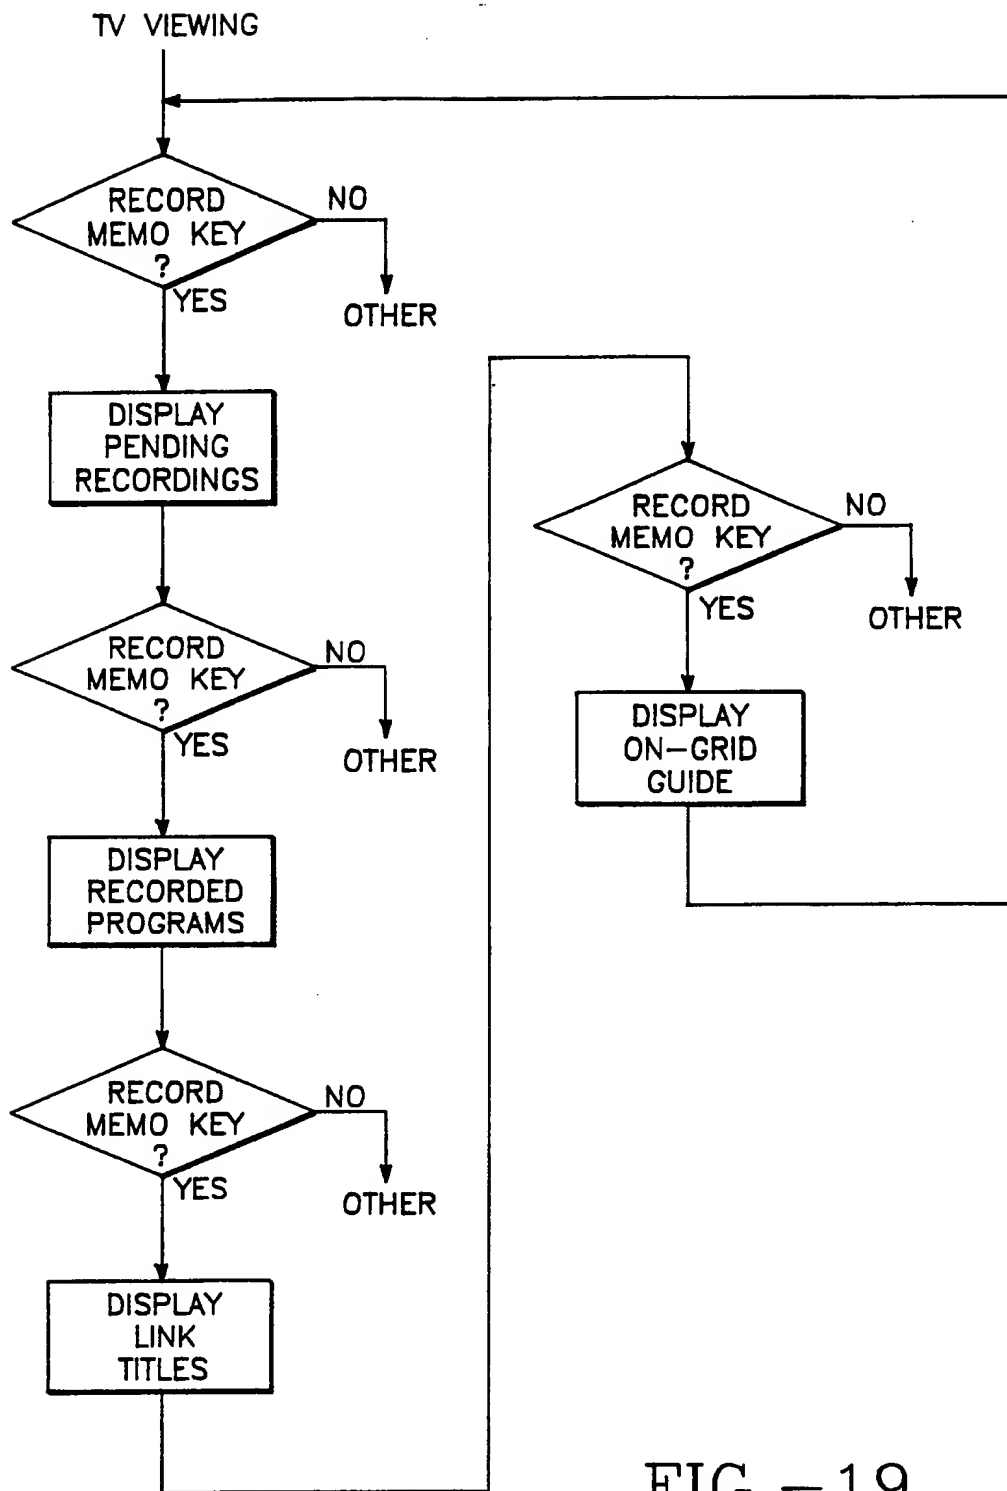 TV VIEWING
RECORD
MEMO KEY
?
NO
YES
OTHER
DISPLAY
PENDING
RECORDINGS
RECORD
MEMO KEY
?
NO
YES
OTHER
DISPLAY
RECORDED
PROGRAMS
RECORD
MEMO KEY
?
NO
YES
OTHER
DISPLAY
LINK
TITLES
RECORD
MEMO KEY
?
NO
YES
OTHER
DISPLAY
ON-GRID
GUIDE
FIG.-19